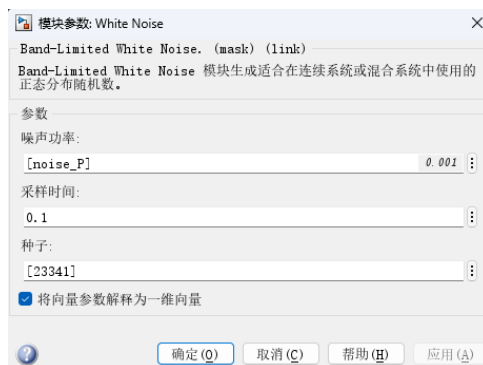 模块参数: White Noise
Band-Limited White Noise. (mask) (link)
Band-Limited White Noise 模块生成适合在连续系统或混合系统中使用的
正态分布随机数。
参数
噪声功率:
[noise_P] 0.001
采样时间:
0.1
种子:
[23341]
将向量参数解释为一维向量
确定(O) 取消(C) 帮助(H) 应用(A)